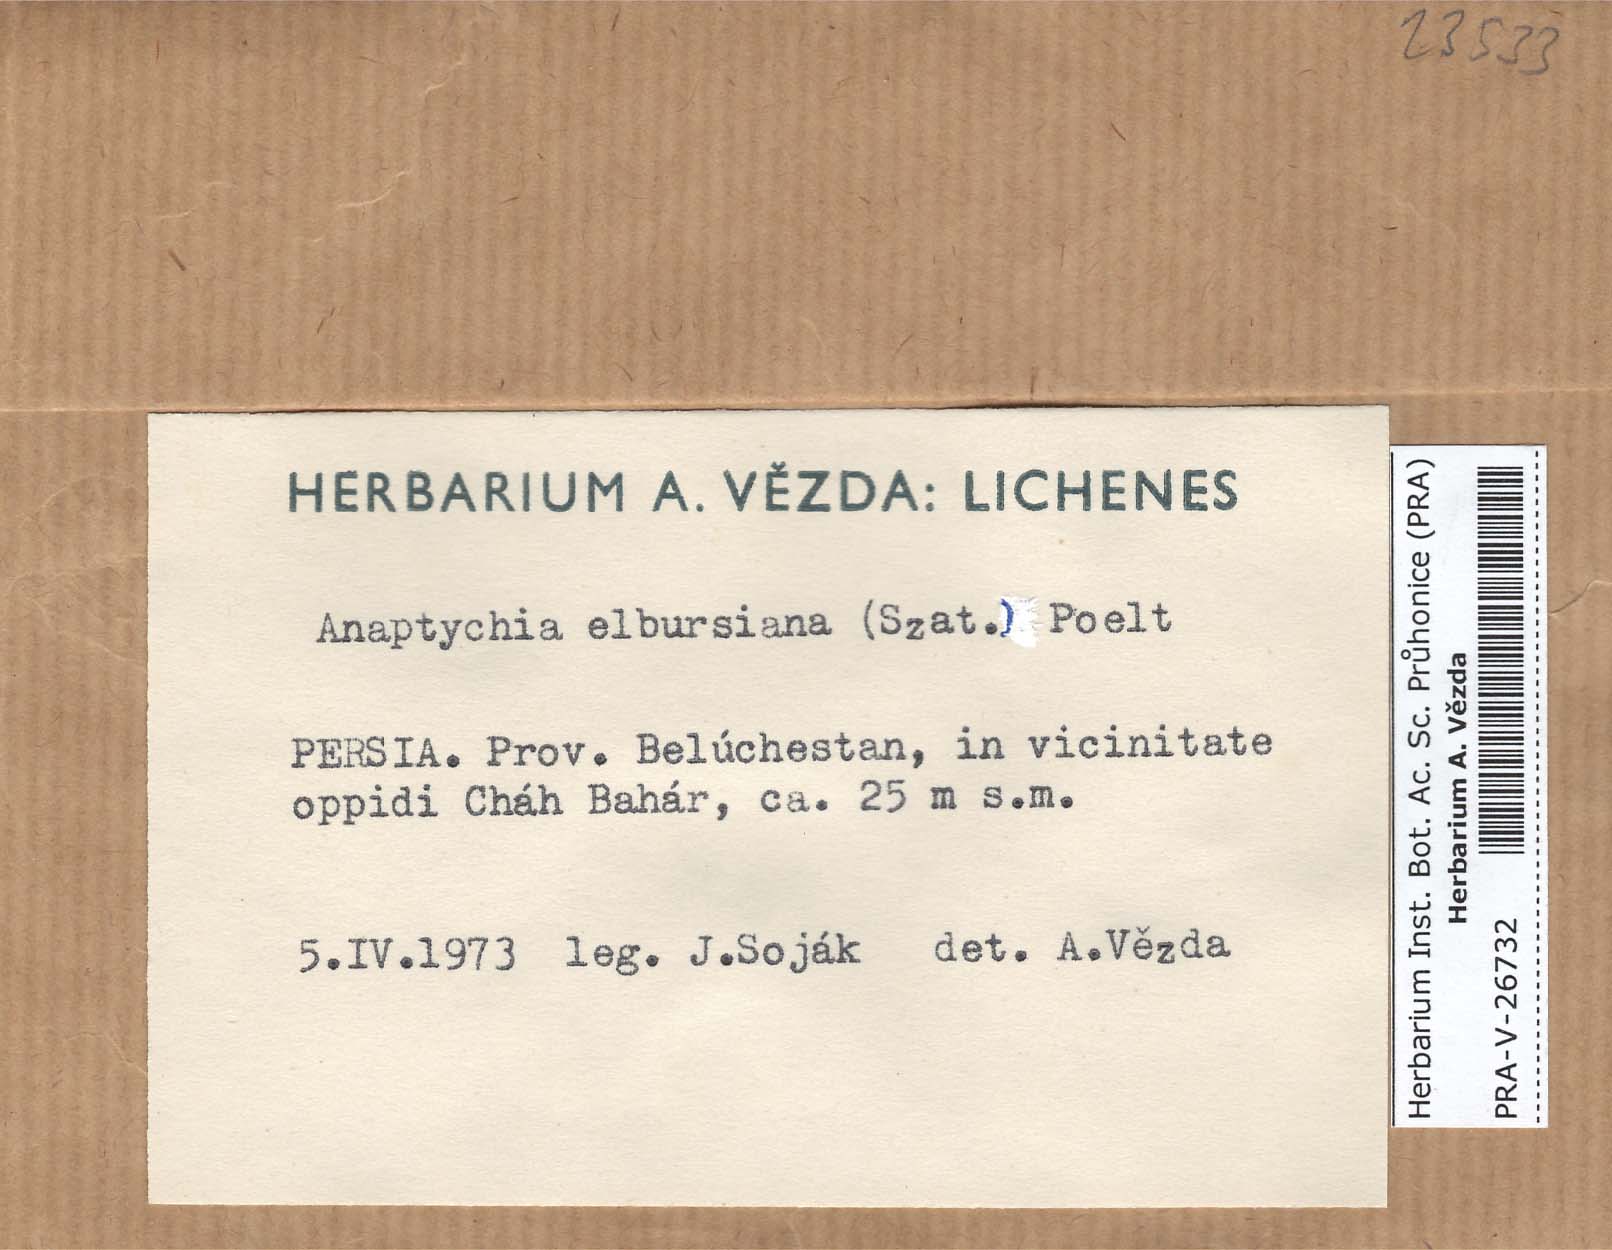 23533
HERBARIUM A. VĚZDA: LICHENES
Anaptychia elbursiana (Szat.) Poelt
PERSIA. Prov. Belúchestan, in vicinitate
oppidi Cháh Bahár, ca. 25 m s.m.
5.IV.1973 leg. J.Soják det. A.Vězda
Herbarium Inst. Bot. Ac. Sc. Průhonice (PRA)
Herbarium A. Vězda
PRA-V-26732